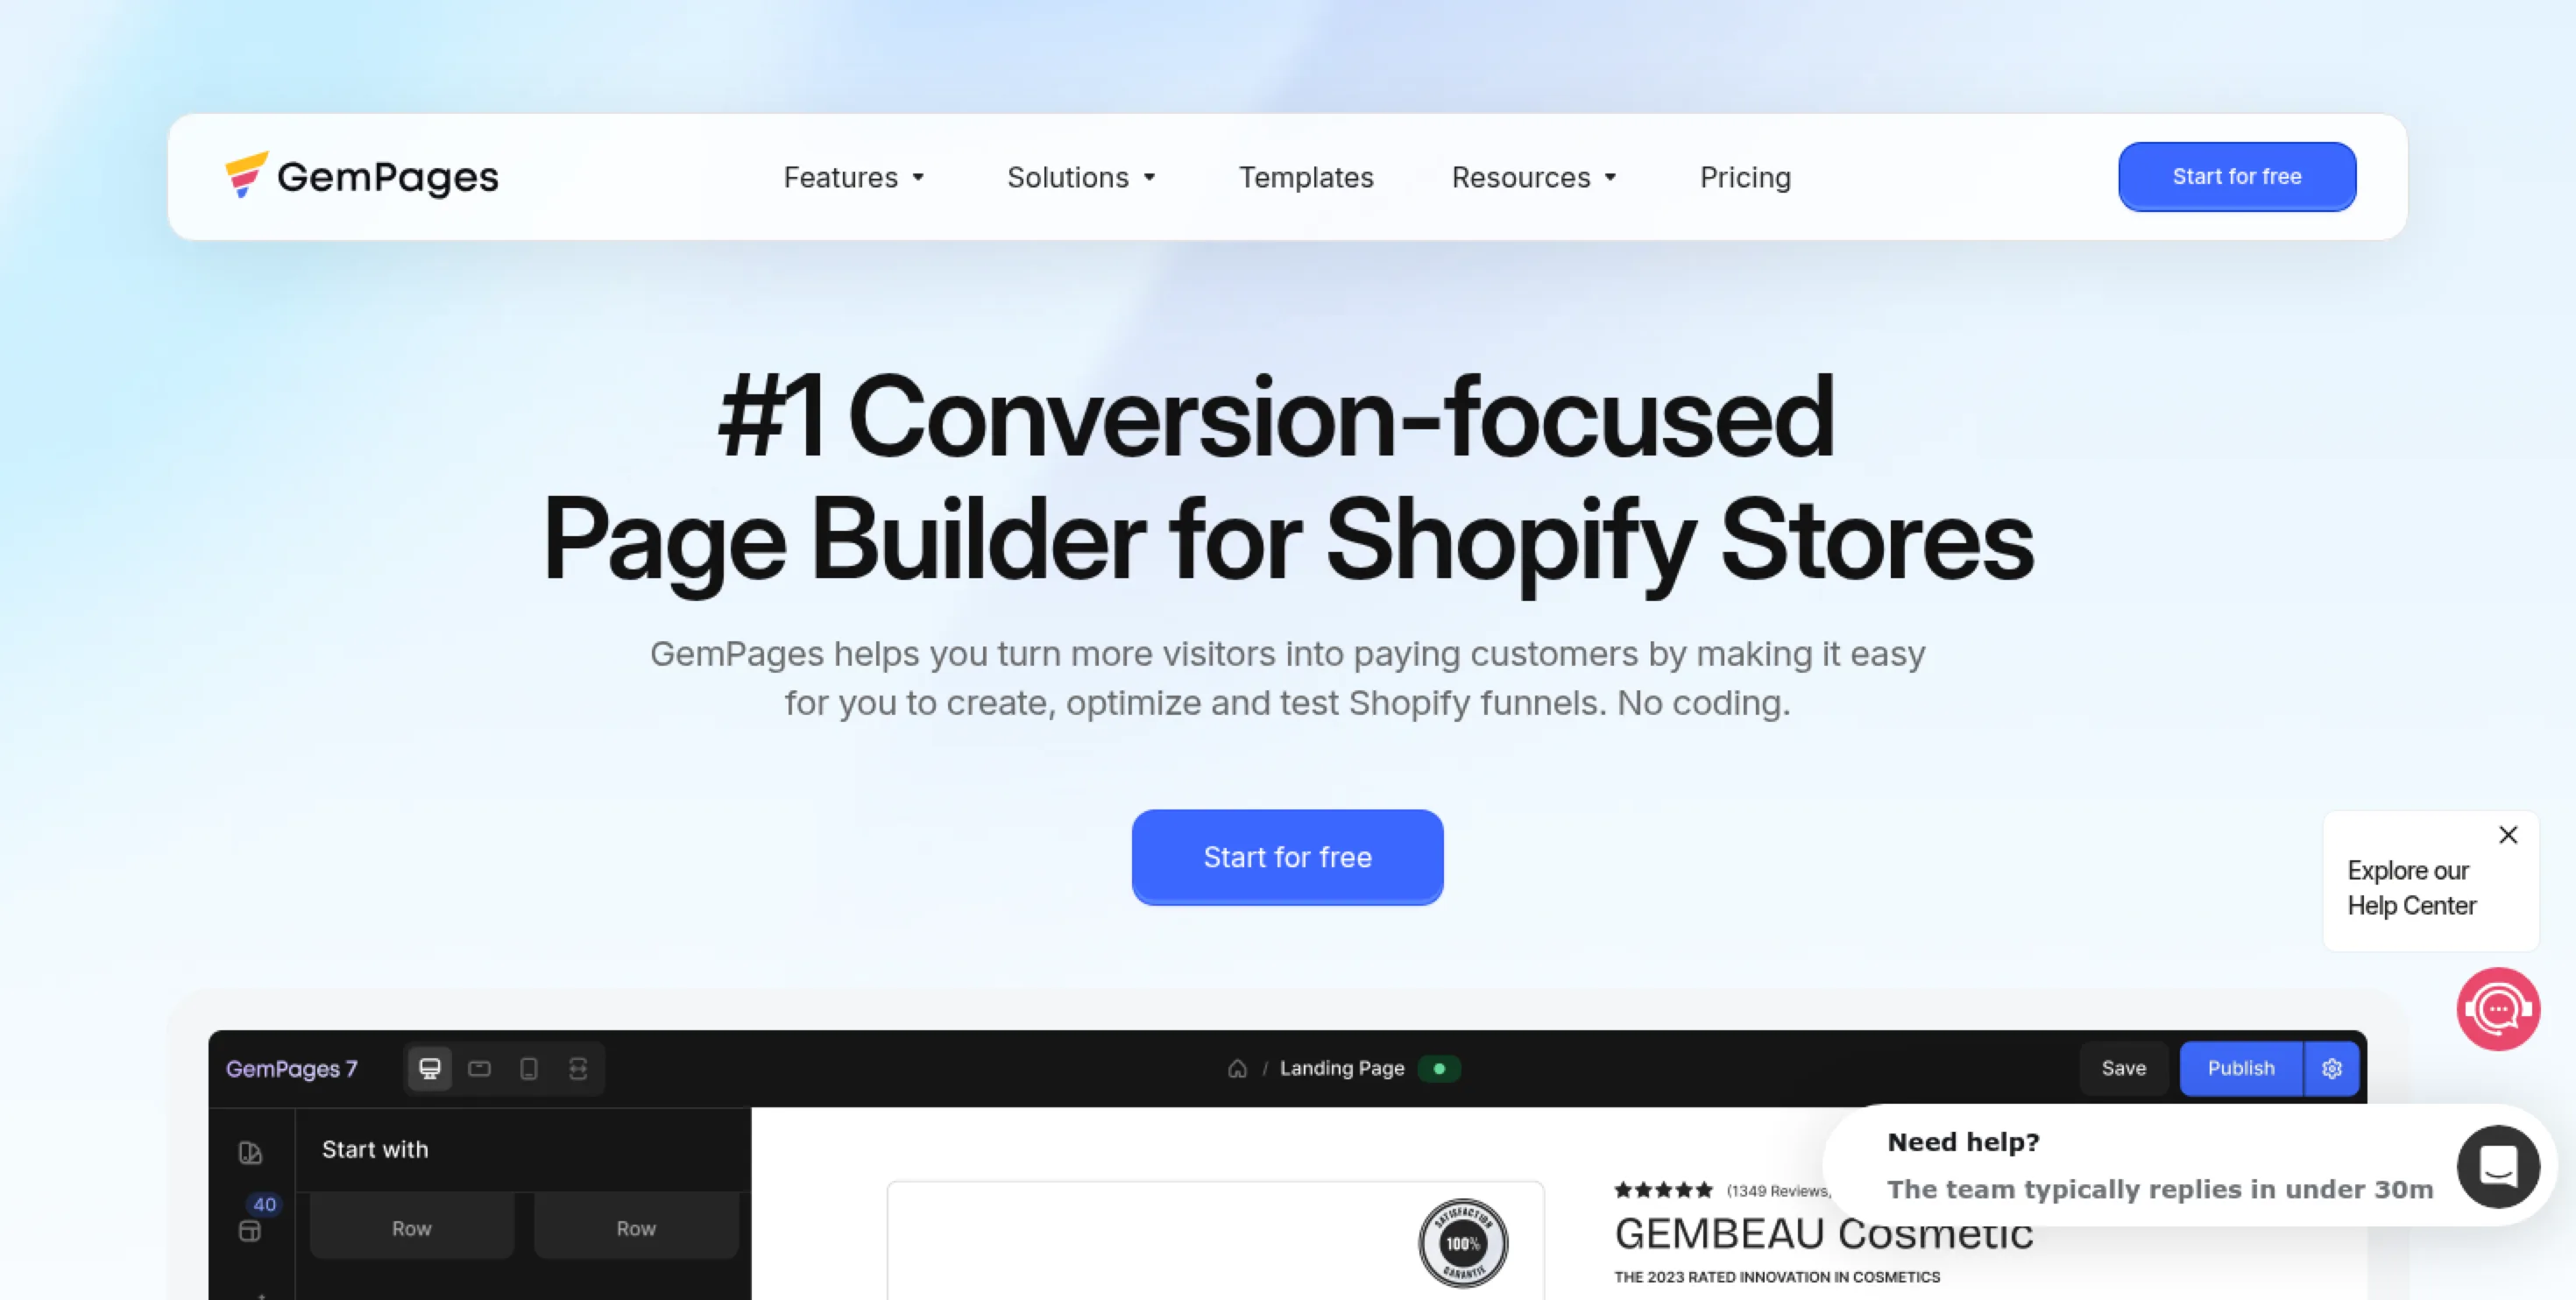 GemPages
Features
Solutions
Templates
Resources
Pricing
Start for free
#1 Conversion-focused
Page Builder for Shopify Stores
GemPages helps you turn more visitors into paying customers by making it easy
for you to create, optimize and test Shopify funnels. No coding.
Start for free
Explore our
Help Center
GemPages 7
/ Landing Page
Save
Publish
Start with
40
Row
Row
SATISFACTION
100%
GARANTIE
(1349 Reviews,
GEMBEAU Cosmetic
THE 2023 RATED INNOVATION IN COSMETICS
Need help?
The team typically replies in under 30m